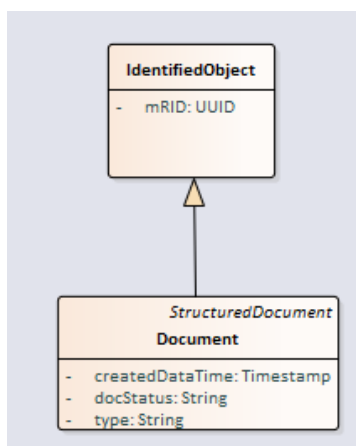 IdentifiedObject
- mRID: UUID
StructuredDocument
Document
- createdDataTime: Timestamp
- docStatus: String
- type: String